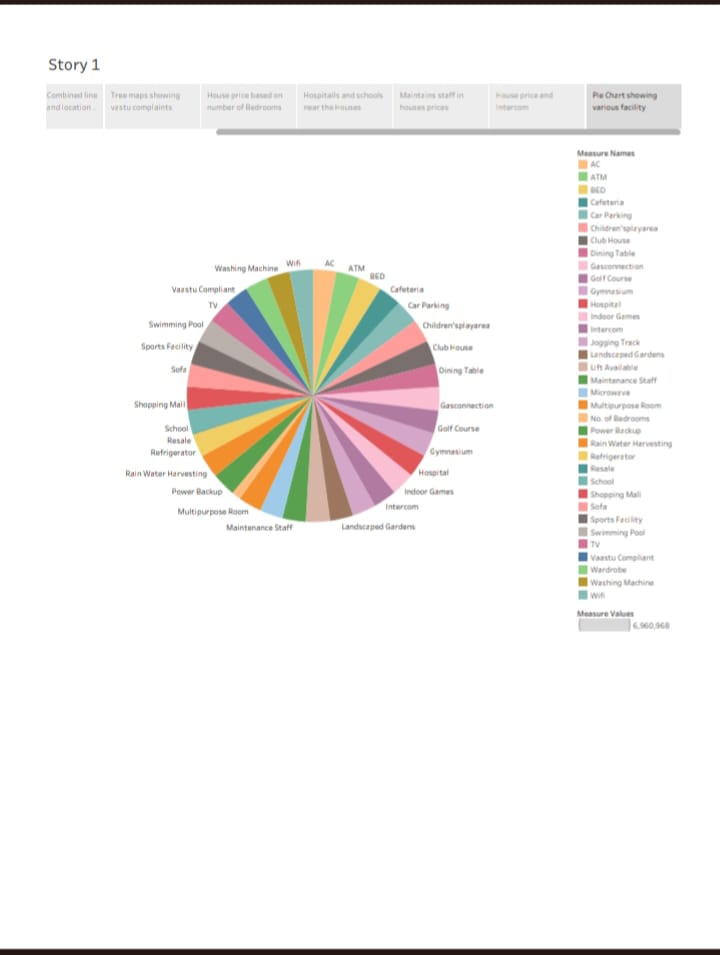 Story 1
Combined line
and location .
Tree maps showing
vastu complaints
House price based on
number of Bedrooms
Hospitalls and schools
near the Houses
Maintains staff in
houses prices
House price and
Intercom
Pie Chart showing
various facility
Measure Names
AC
ATM
BED
Cafeteria
Car Parking
Children'splayarea
Club House
Dining Table
Gasconnection
Golf Course
Gymnasium
Hospital
Indoor Games
Intercom
Jogging Track
Landscaped Gardens
Lift Available
Maintenance Staff
Microwave
Multipurpose Room
No. of Bedrooms
Power Backup
Rain Water Harvesting
Refrigerator
Resale
School
Shopping Mall
Sofa
Sports Facility
Swimming Pool
TV
Vaastu Compliant
Wardrobe
Washing Machine
Wifi
Measure Values
6,960,968
Wifi
AC
Washing Machine
ATM
BED
Vaastu Compliant
Cafeteria
TV
Car Parking
Swimming Pool
Children'splayarea
Sports Facility
Club House
Sofa
Dining Table
Shopping Mall
Gasconnection
School
Golf Course
Resale
Refrigerator
Gymnasium
Rain Water Harvesting
Hospital
Power Backup
Indoor Games
Multipurpose Room
Intercom
Maintenance Staff
Landscaped Gardens